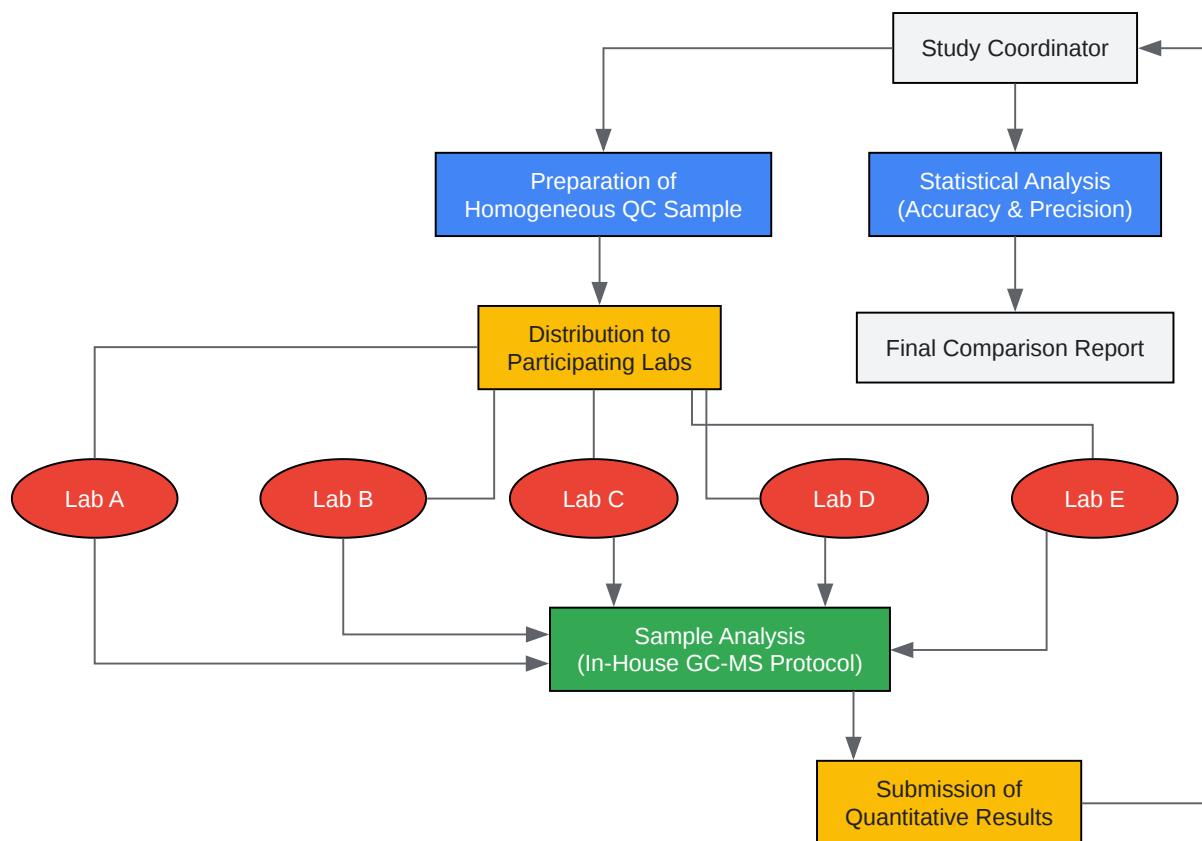 Study Coordinator
Preparation of
Homogeneous QC Sample
Statistical Analysis
(Accuracy & Precision)
Distribution to
Participating Labs
Final Comparison Report
Lab A
Lab B
Lab C
Lab D
Lab E
Sample Analysis
(In-House GC-MS Protocol)
Submission of
Quantitative Results